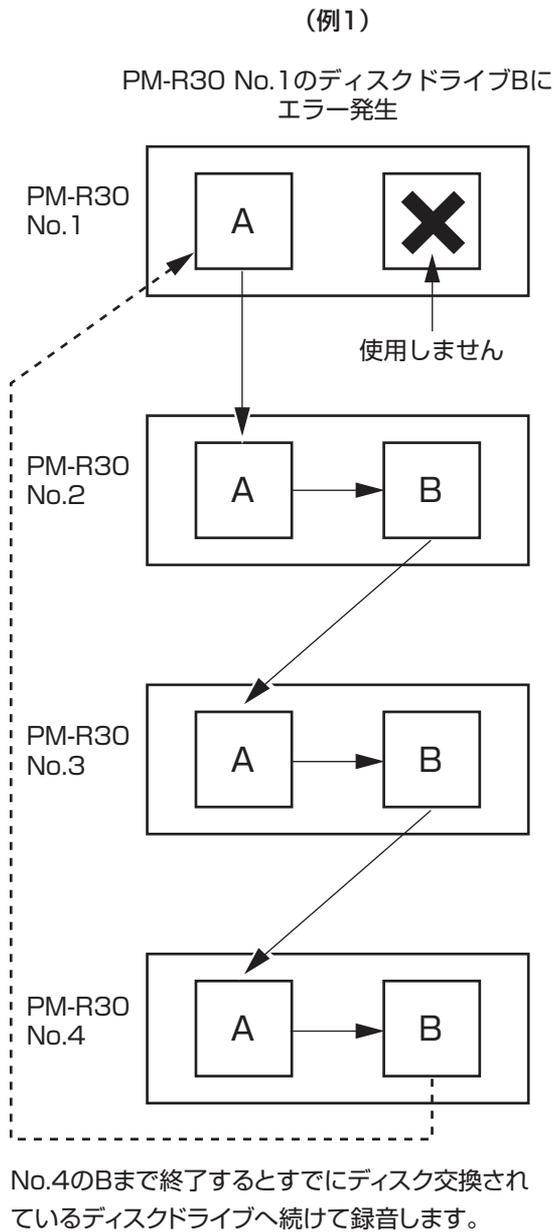 （例1）
PM-R30 No.1のディスクドライブBに
エラー発生
PM-R30
No.1
A
使用しません
PM-R30
No.2
A
B
PM-R30
No.3
A
B
PM-R30
No.4
A
B
No.4のBまで終了するとすでにディスク交換され
ているディスクドライブへ続けて録音します。